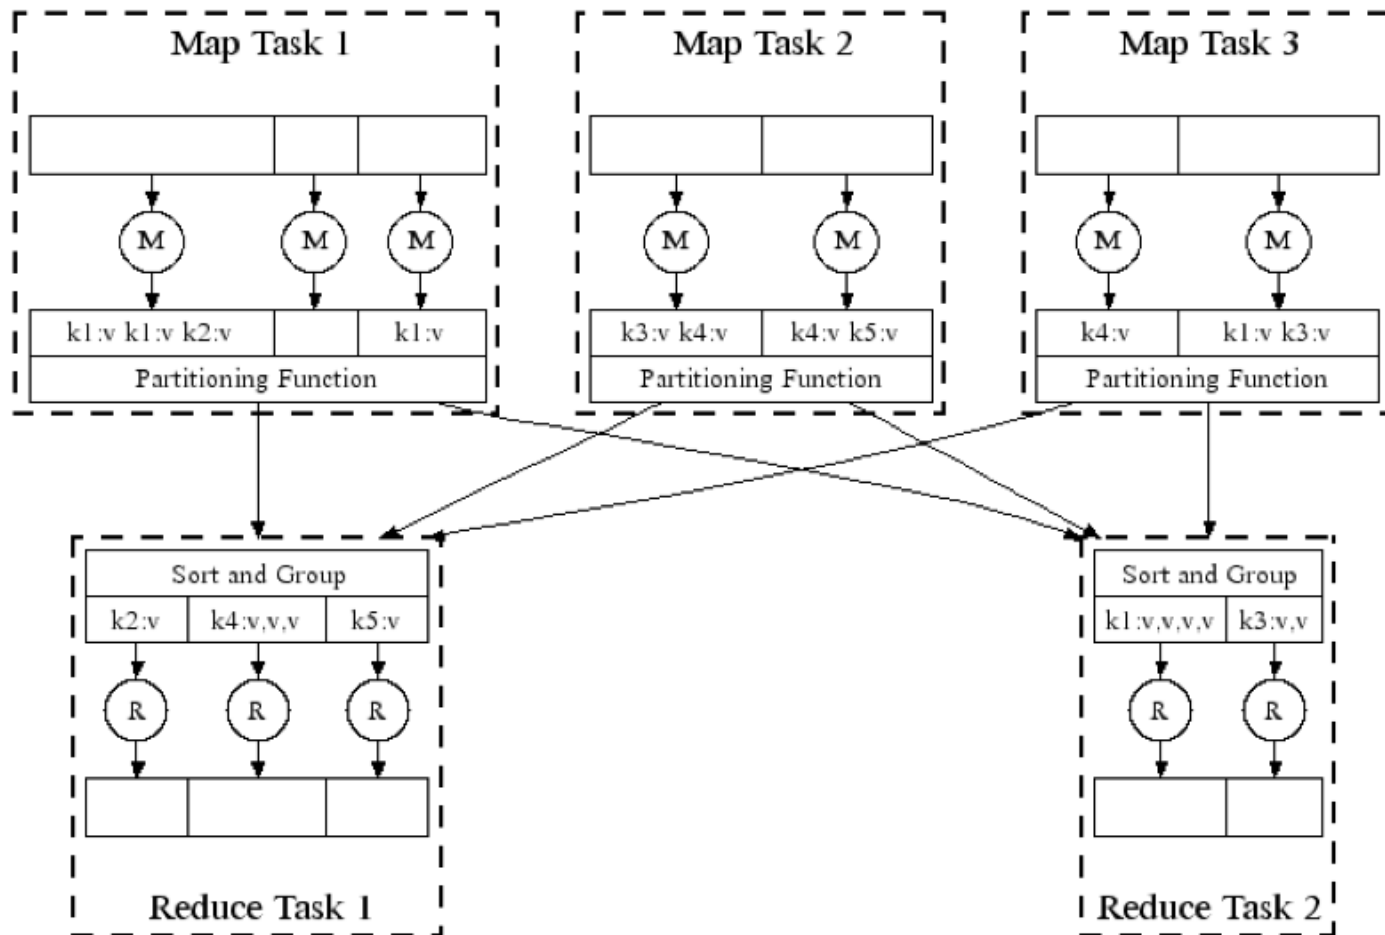 Map Task 1
Map Task 2
Map Task 3
M
M
M
M
M
M
M
k1:v k1:v k2:v
k1:v
k3:v k4:v
k4:v k5:v
k4:v
k1:v k3:v
Partitioning Function
Partitioning Function
Partitioning Function
Sort and Group
Sort and Group
k2:v
k4:v,v,v
k5:v
k1:v,v,v,v
k3:v,v
R
R
R
R
R
Reduce Task 1
Reduce Task 2